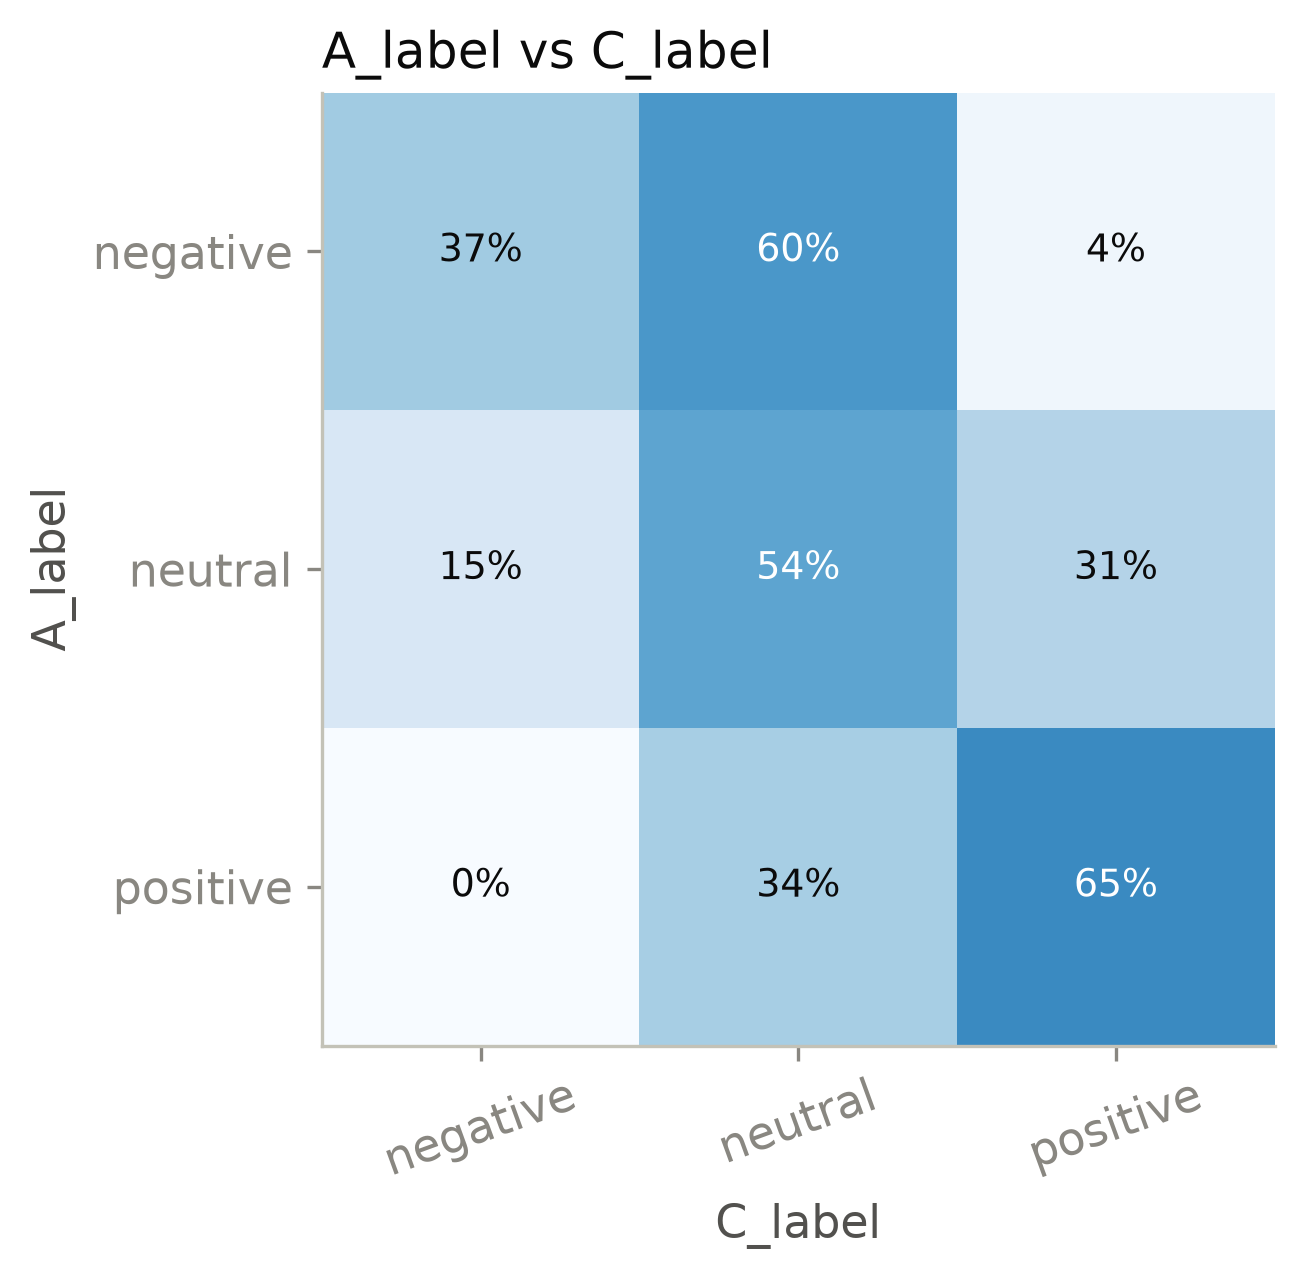 A_label vs C_label
negative 37% 60% 4%
neutral 15% 54% 31%
positive 0% 34% 65%
negative neutral positive
C_label
A_label